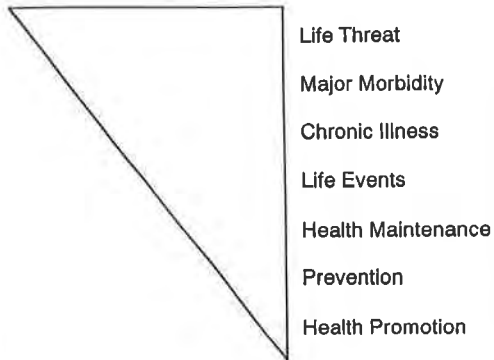 Life Threat
Major Morbidity
Chronic Illness
Life Events
Health Maintenance
Prevention
Health Promotion